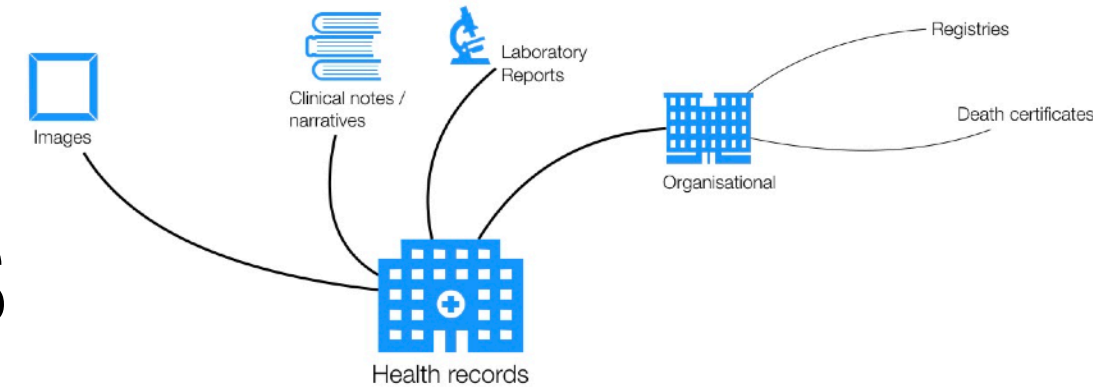 Registries
Laboratory
Reports
Clinical notes /
narratives
Death certificates
Images
Organisational
Health records